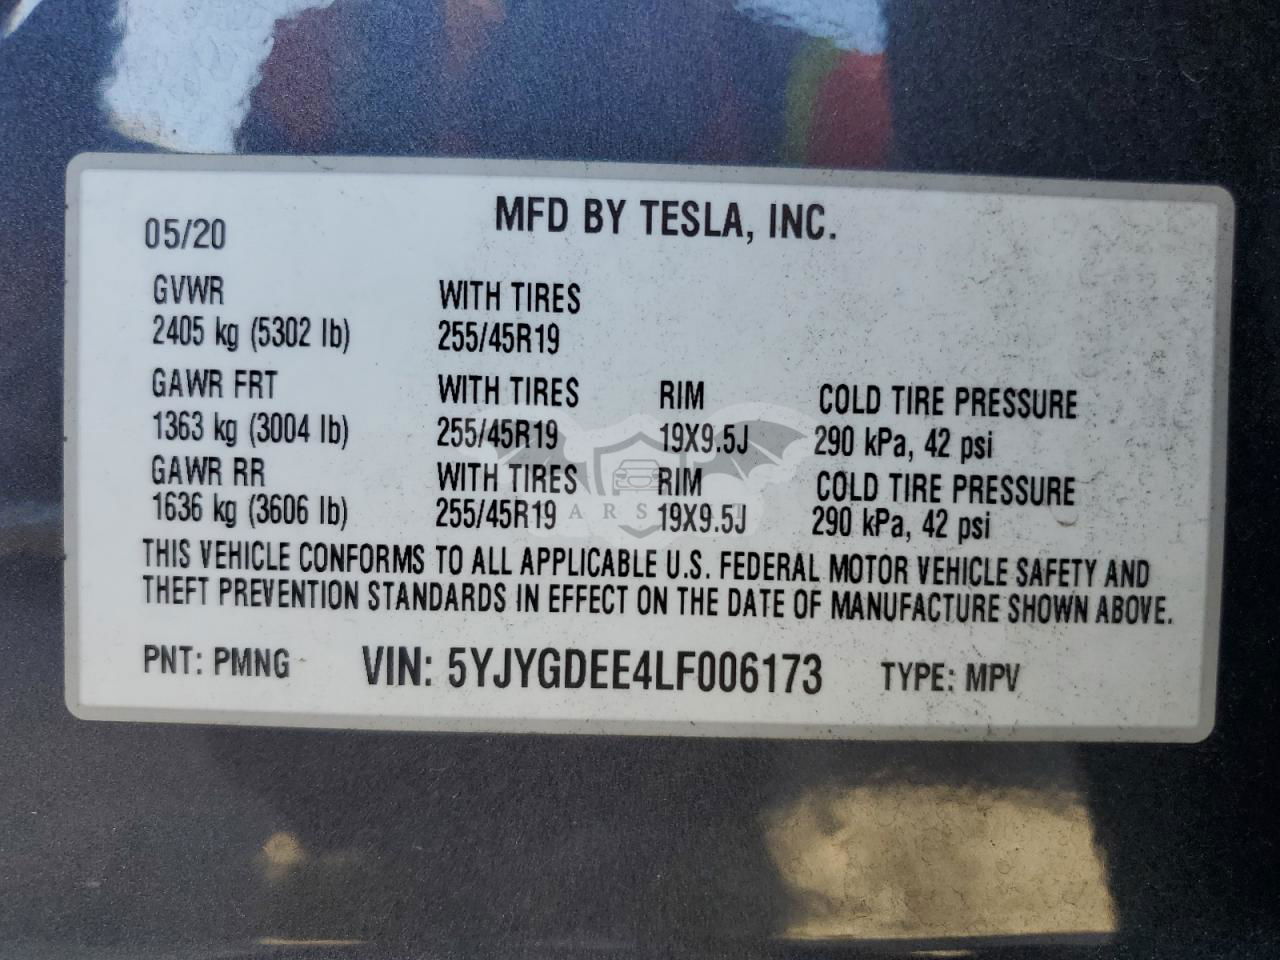 MFD BY TESLA, INC.
05/20
GVWR WITH TIRES
2405 kg (5302 lb) 255/45R19
GAWR FRT WITH TIRES RIM COLD TIRE PRESSURE
1363 kg (3004 lb) 255/45R19 19X9.5J 290 kPa, 42 psi
GAWR RR WITH TIRES RIM COLD TIRE PRESSURE
1636 kg (3606 lb) 255/45R19 19X9.5J 290 kPa, 42 psi
THIS VEHICLE CONFORMS TO ALL APPLICABLE U.S. FEDERAL MOTOR VEHICLE SAFETY AND
THEFT PREVENTION STANDARDS IN EFFECT ON THE DATE OF MANUFACTURE SHOWN ABOVE.
PNT: PMNG VIN: 5YJYGDEE4LF006173 TYPE: MPV